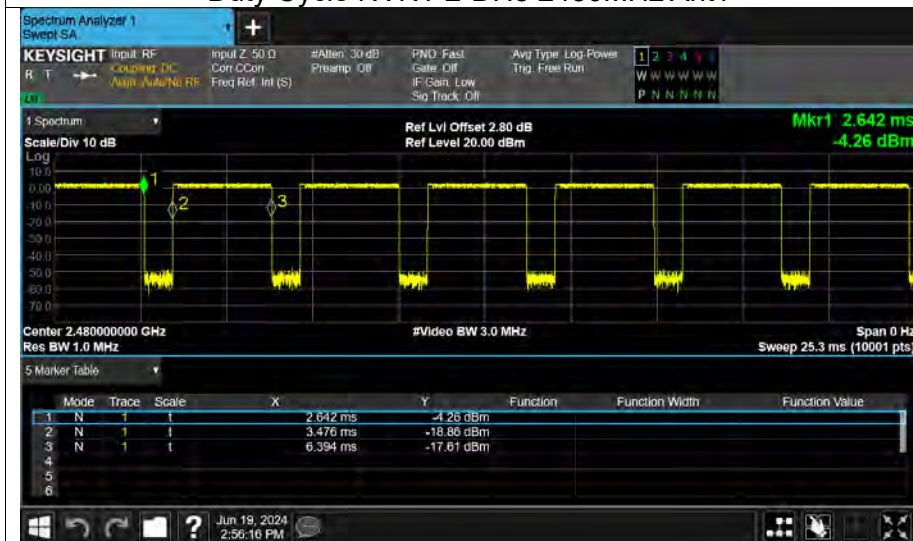 Spectrum Analyzer 1
Swept SA
+
KEYSIGHT Input: RF
R T
Coupling: DC
Align: Auto/No RF
Input Z: 50 Ω
Corr CCorr
Freq Ref: Int (S)
#Atten: 30 dB
Preamp: Off
PNO: Fast
Gate: Off
IF Gain: Low
Sig Track: Off
Avg Type: Log-Power
Trig: Free Run
1 2 3 4 5 6
W W W W W W
P N N N N N
1 Spectrum
Scale/Div 10 dB
Ref Lvl Offset 2.80 dB
Ref Level 20.00 dBm
Mkr1 2.642 ms
-4.26 dBm
Log
10.0
0.00
-10.0
-20.0
-30.0
-40.0
-50.0
-60.0
-70.0
1
2
3
Center 2.480000000 GHz
Res BW 1.0 MHz
#Video BW 3.0 MHz
Span 0 Hz
Sweep 25.3 ms (10001 pts)
5 Marker Table
Mode Trace Scale X Y Function Function Width Function Value
1 N 1 t 2.642 ms -4.26 dBm
2 N 1 t 3.476 ms -18.86 dBm
3 N 1 t 6.394 ms -17.61 dBm
4
5
6
?
Jun 19, 2024
2:56:16 PM